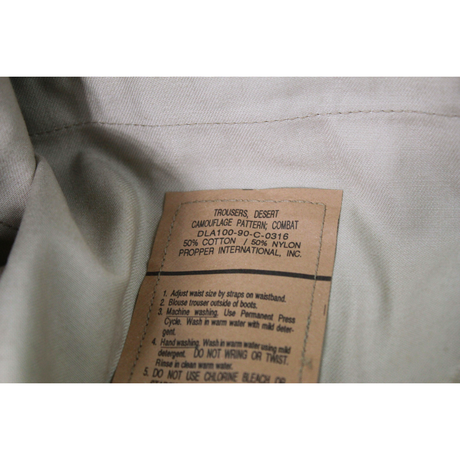 TROUSERS, DESERT
CAMOUFLAGE PATTERN; COMBAT
DLA100-90-C-0316
50% COTTON / 50% NYLON
PROPPER INTERNATIONAL, INC.
1. Adjust waist size by straps on waistband.
2. Blouse trouser outside of boots.
3. Machine washing. Use Permanent Press
Cycle. Wash in warm water with mild deter-
gent.
4. Hand washing. Wash in warm water using mild
detergent. DO NOT WRING OR TWIST.
Rinse in clean warm water.
5. DO NOT USE CHLORINE BLEACH OR